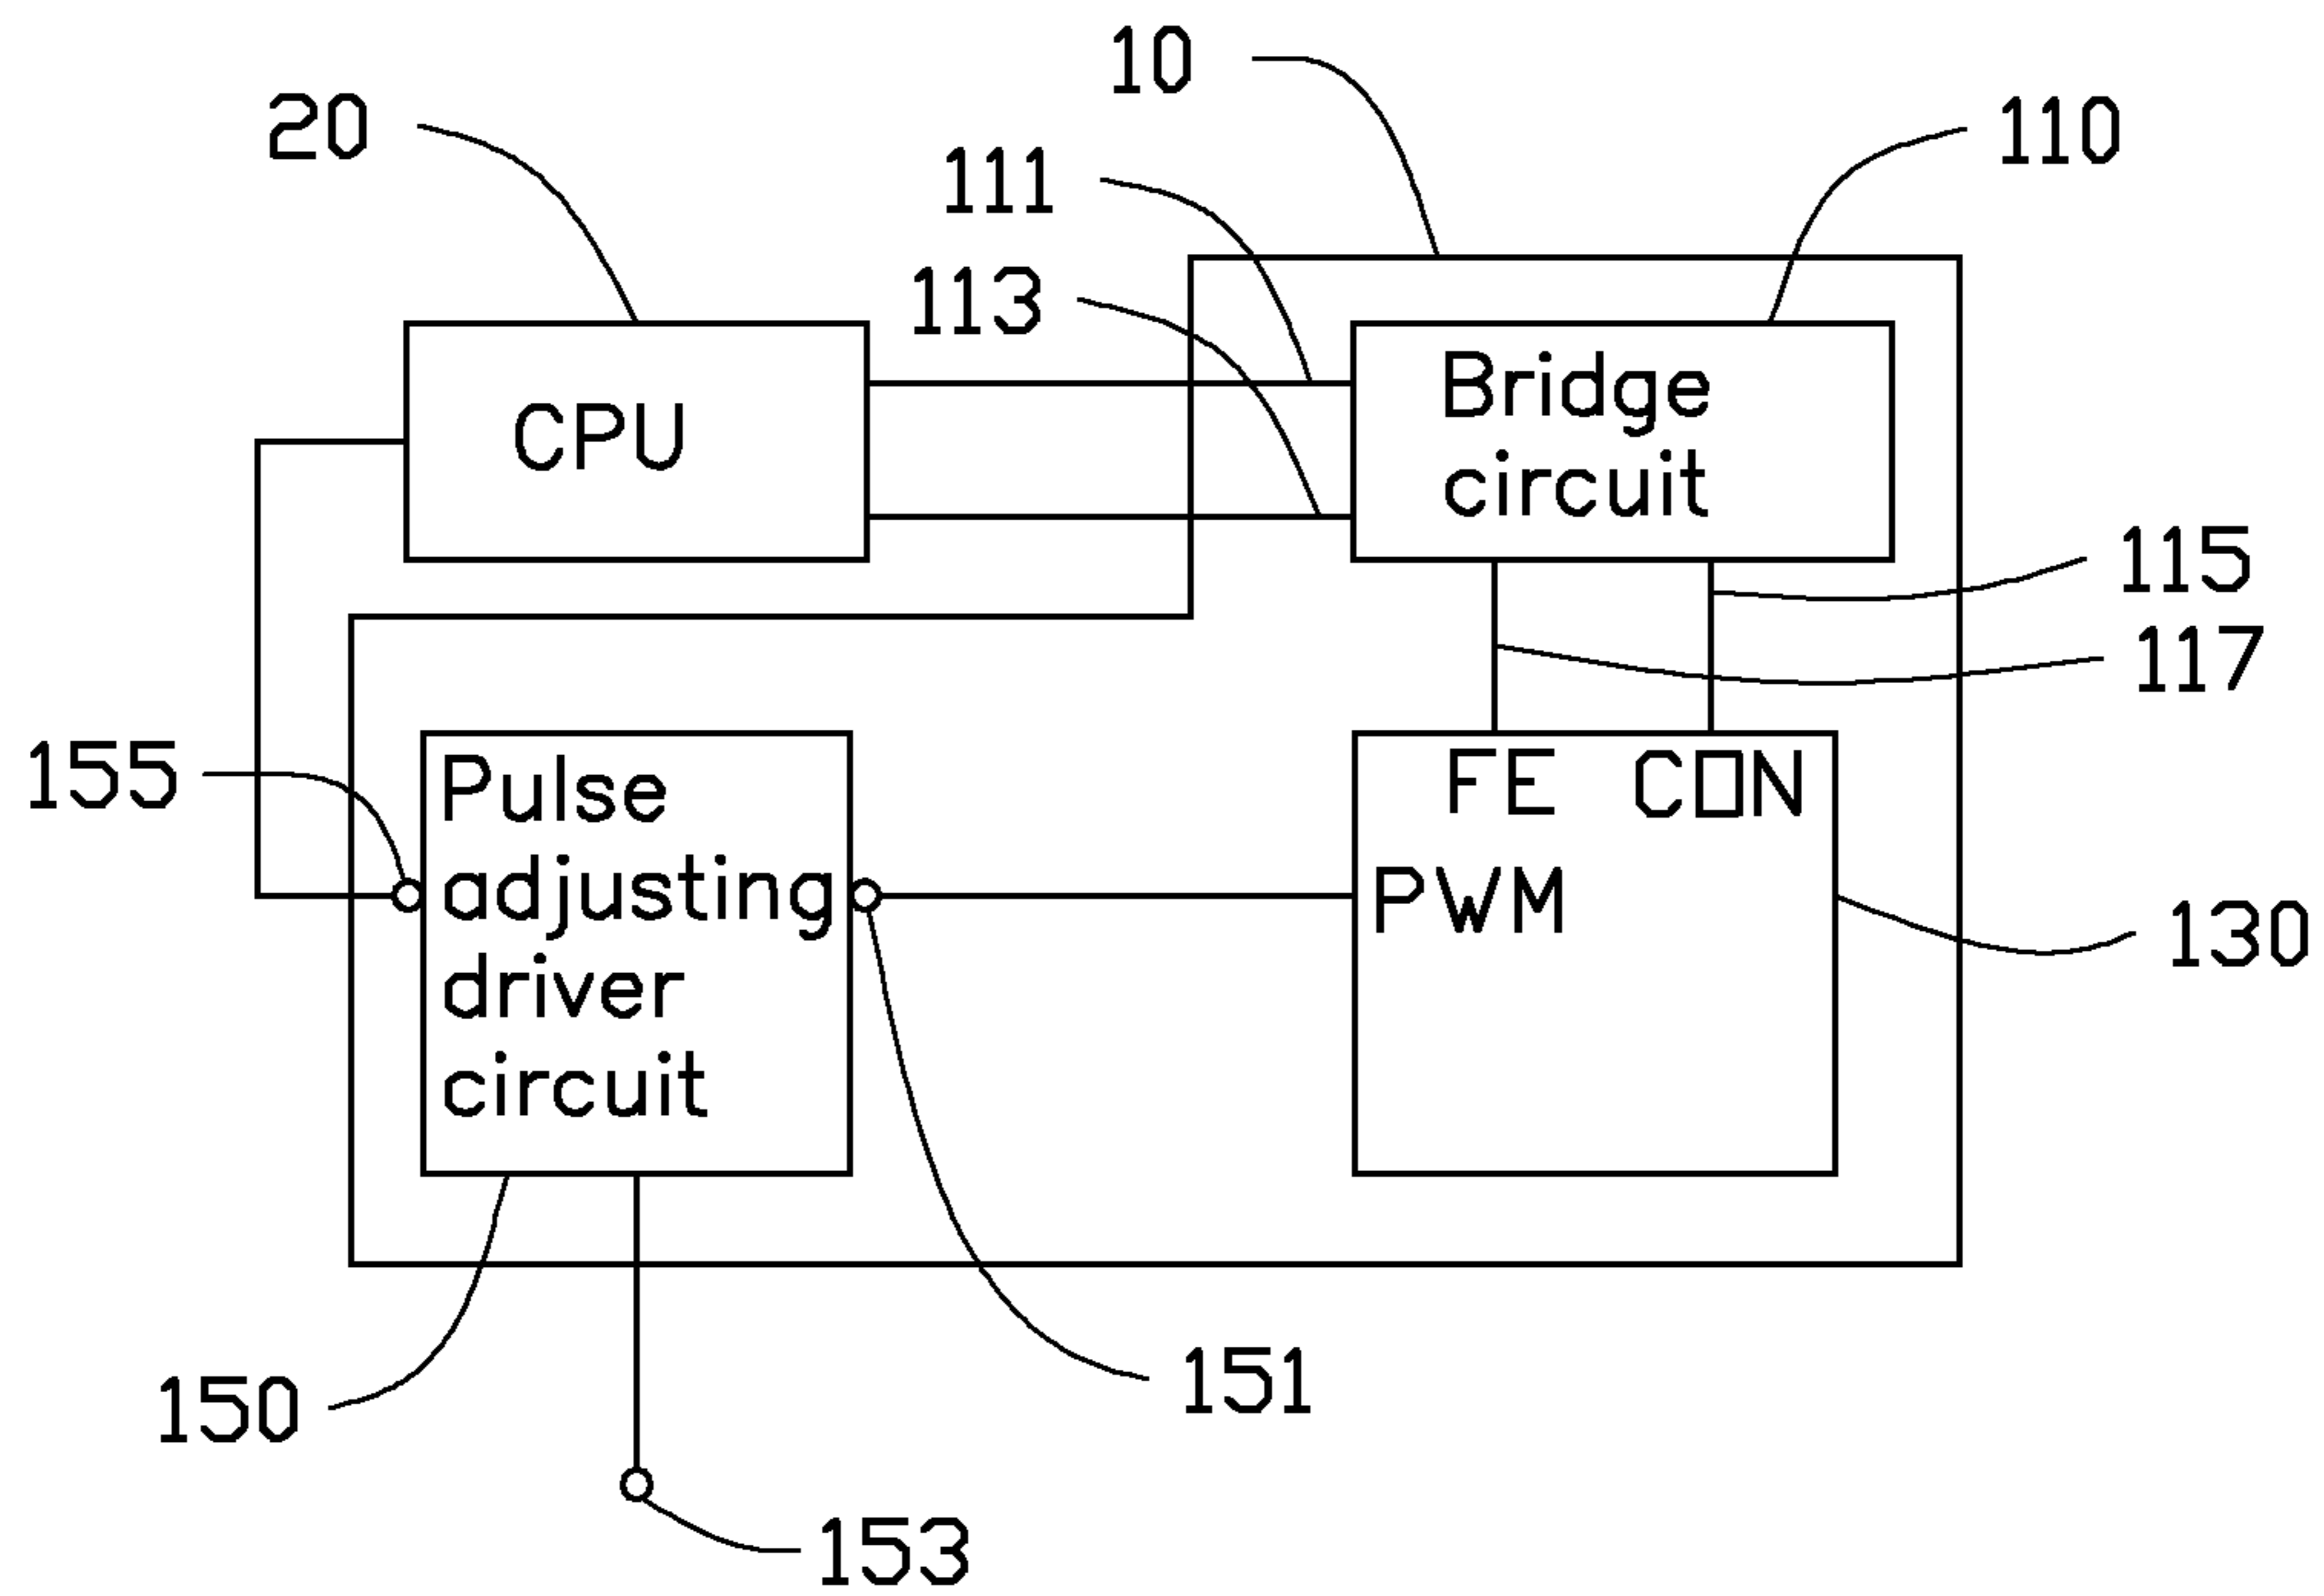 10
20
110
111
113
CPU
Bridge
circuit
115
117
155
Pulse
adjusting
driver
circuit
FE CON
PWM
130
150
151
153